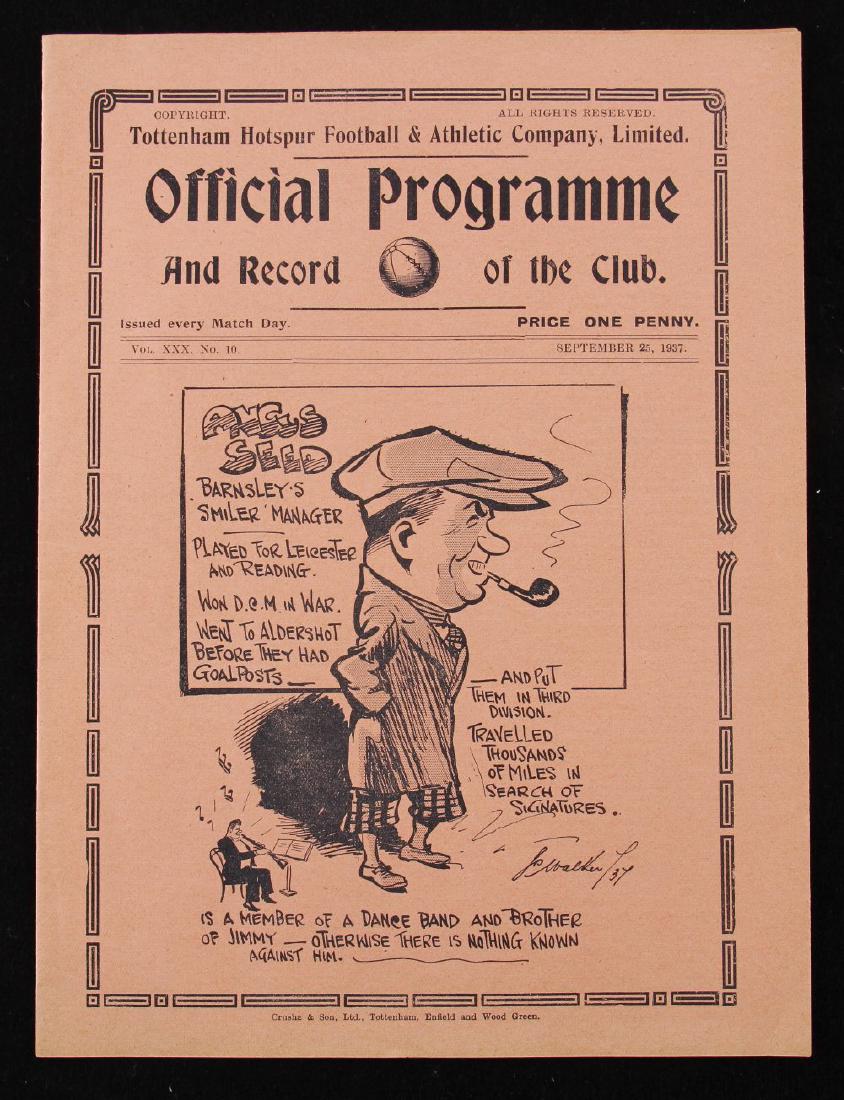 COPYRIGHT. ALL RIGHTS RESERVED.
Tottenham Hotspur Football & Athletic Company, Limited.
Official Programme
And Record of the Club.
Issued every Match Day. PRICE ONE PENNY.
VOL. XXX. No. 10. SEPTEMBER 25, 1937.
ANGUS
SEED
BARNSLEY'S
'SMILER' MANAGER
PLAYED FOR LEICESTER
AND READING.
WON D.C.M IN WAR.
WENT TO ALDERSHOT
BEFORE THEY HAD
GOALPOSTS —
— AND PUT
THEM IN THIRD
DIVISION.
TRAVELLED
THOUSANDS
OF MILES IN
SEARCH OF
SIGNATURES.
Walker /37
IS A MEMBER OF A DANCE BAND AND BROTHER
OF JIMMY — OTHERWISE THERE IS NOTHING KNOWN
AGAINST HIM.
Crusha & Son, Ltd., Tottenham, Enfield and Wood Green.